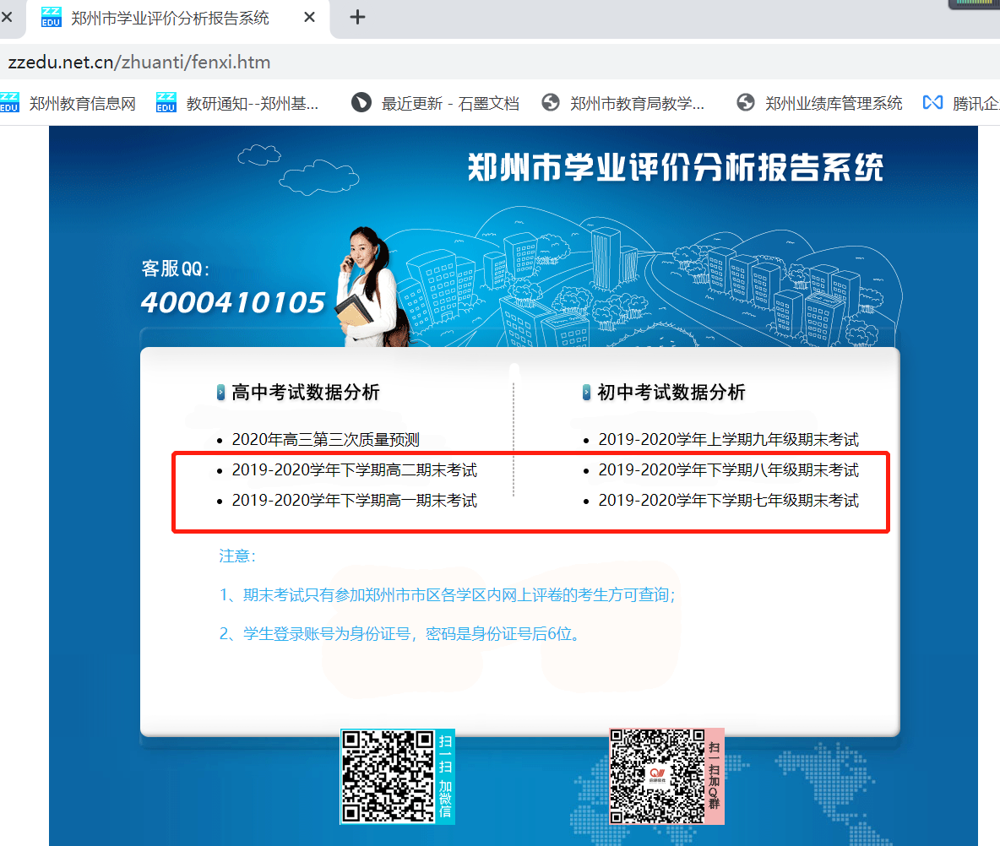 ZZ
EDU
郑州市学业评价分析报告系统
zzedu.net.cn/zhuanti/fenxi.htm
ZZ
EDU
郑州教育信息网
ZZ
EDU
教研通知--郑州基...
最近更新 - 石墨文档
郑州市教育局教学...
郑州业绩库管理系统
腾讯企
郑州市学业评价分析报告系统
客服QQ：
4000410105
高中考试数据分析
2020年高三第三次质量预测
2019-2020学年下学期高二期末考试
2019-2020学年下学期高一期末考试
初中考试数据分析
2019-2020学年上学期九年级期末考试
2019-2020学年下学期八年级期末考试
2019-2020学年下学期七年级期末考试
注意：
1、期末考试只有参加郑州市市区各学区内网上评卷的考生方可查询；
2、学生登录账号为身份证号，密码是身份证号后6位。
扫一扫 加微信
扫一扫加Q群